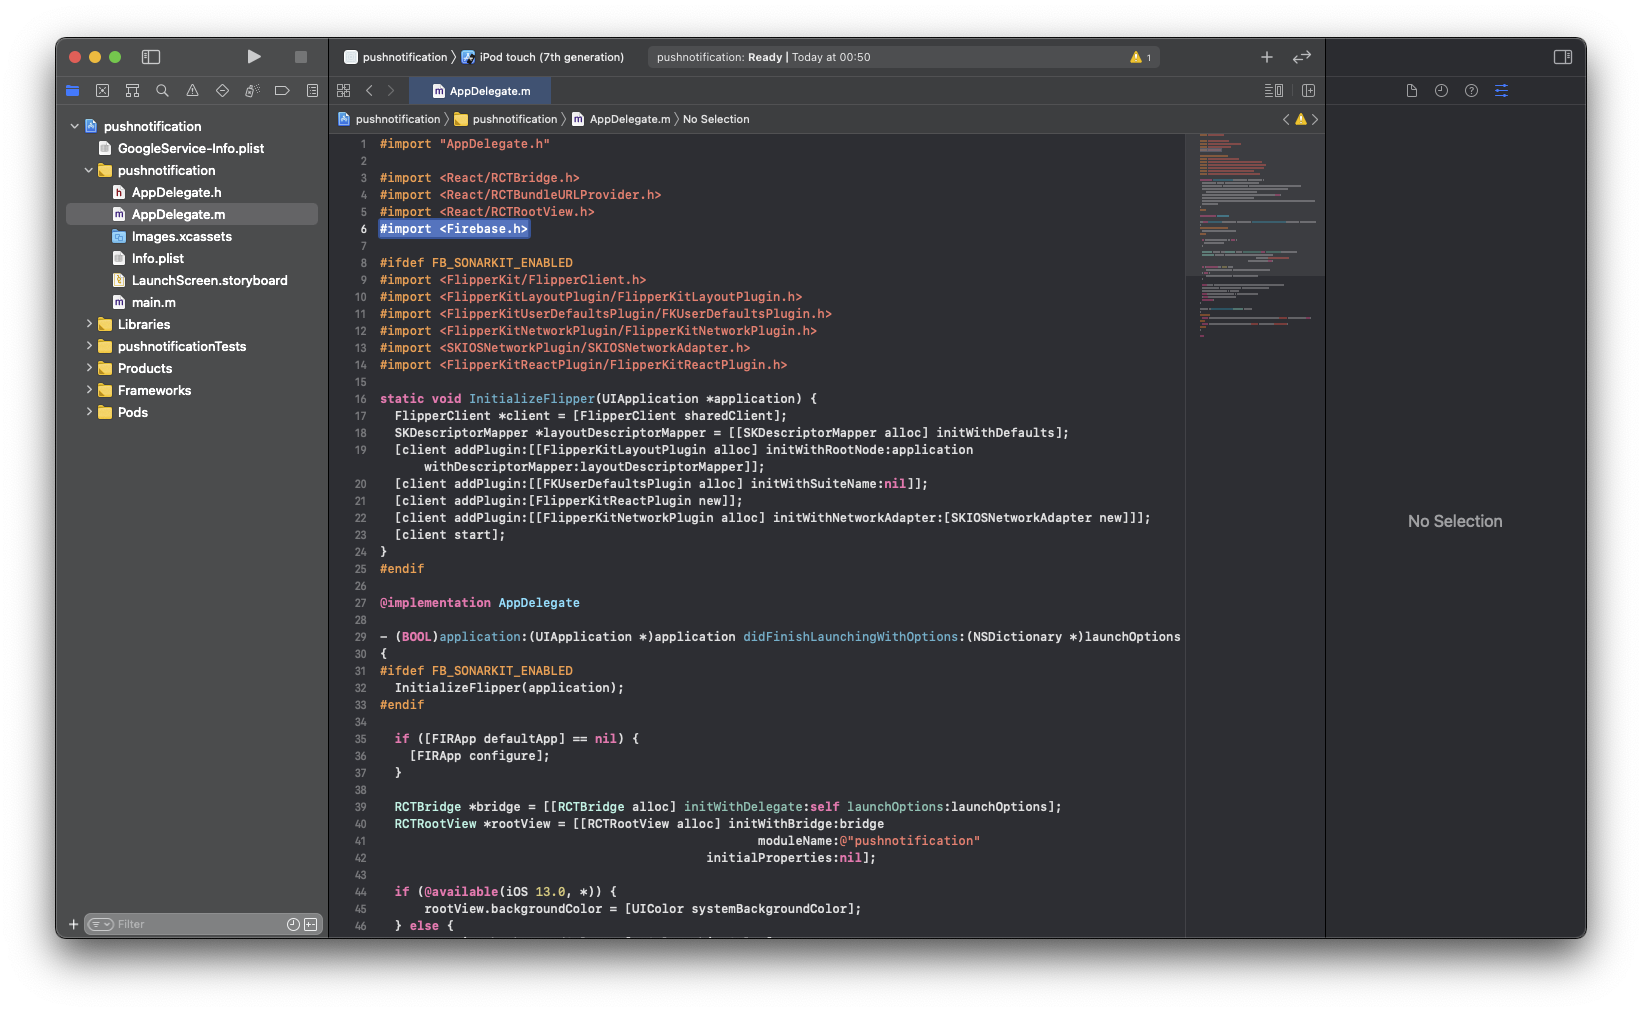 pushnotification › iPod touch (7th generation)
pushnotification: Ready | Today at 00:50
1
AppDelegate.m
pushnotification
GoogleService-Info.plist
pushnotification
AppDelegate.h
AppDelegate.m
Images.xcassets
Info.plist
LaunchScreen.storyboard
main.m
Libraries
pushnotificationTests
Products
Frameworks
Pods
Filter
pushnotification › pushnotification › AppDelegate.m › No Selection
1 #import "AppDelegate.h"
2
3 #import <React/RCTBridge.h>
4 #import <React/RCTBundleURLProvider.h>
5 #import <React/RCTRootView.h>
6 #import <Firebase.h>
7
8 #ifdef FB_SONARKIT_ENABLED
9 #import <FlipperKit/FlipperClient.h>
10 #import <FlipperKitLayoutPlugin/FlipperKitLayoutPlugin.h>
11 #import <FlipperKitUserDefaultsPlugin/FKUserDefaultsPlugin.h>
12 #import <FlipperKitNetworkPlugin/FlipperKitNetworkPlugin.h>
13 #import <SKIOSNetworkPlugin/SKIOSNetworkAdapter.h>
14 #import <FlipperKitReactPlugin/FlipperKitReactPlugin.h>
15
16 static void InitializeFlipper(UIApplication *application) {
17 FlipperClient *client = [FlipperClient sharedClient];
18 SKDescriptorMapper *layoutDescriptorMapper = [[SKDescriptorMapper alloc] initWithDefaults];
19 [client addPlugin:[[FlipperKitLayoutPlugin alloc] initWithRootNode:application
withDescriptorMapper:layoutDescriptorMapper]];
20 [client addPlugin:[[FKUserDefaultsPlugin alloc] initWithSuiteName:nil]];
21 [client addPlugin:[FlipperKitReactPlugin new]];
22 [client addPlugin:[[FlipperKitNetworkPlugin alloc] initWithNetworkAdapter:[SKIOSNetworkAdapter new]]];
23 [client start];
24 }
25 #endif
26
27 @implementation AppDelegate
28
29 - (BOOL)application:(UIApplication *)application didFinishLaunchingWithOptions:(NSDictionary *)launchOptions
30 {
31 #ifdef FB_SONARKIT_ENABLED
32 InitializeFlipper(application);
33 #endif
34
35 if ([FIRApp defaultApp] == nil) {
36 [FIRApp configure];
37 }
38
39 RCTBridge *bridge = [[RCTBridge alloc] initWithDelegate:self launchOptions:launchOptions];
40 RCTRootView *rootView = [[RCTRootView alloc] initWithBridge:bridge
41 moduleName:@"pushnotification"
42 initialProperties:nil];
43
44 if (@available(iOS 13.0, *)) {
45 rootView.backgroundColor = [UIColor systemBackgroundColor];
46 } else {
No Selection